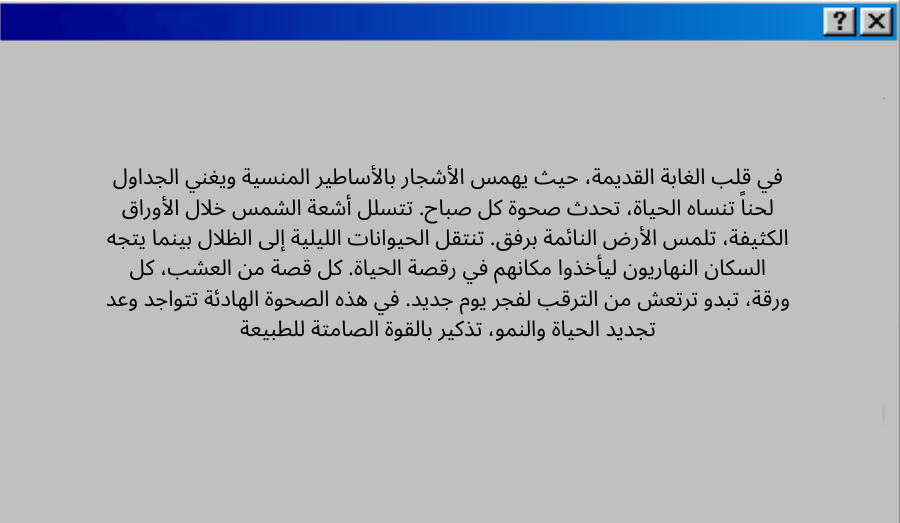 في قلب الغابة القديمة، حيث يهمس الأشجار بالأساطير المنسية ويغني الجداول
لحناً تنساه الحياة، تحدث صحوة كل صباح. تتسلل أشعة الشمس خلال الأوراق
الكثيفة، تلمس الأرض النائمة برفق. تنتقل الحيوانات الليلية إلى الظلال بينما يتجه
السكان النهاريون ليأخذوا مكانهم في رقصة الحياة. كل قصة من العشب، كل
ورقة، تبدو ترتعش من الترقب لفجر يوم جديد. في هذه الصحوة الهادئة تتواجد وعد
تجديد الحياة والنمو، تذكير بالقوة الصامتة للطبيعة